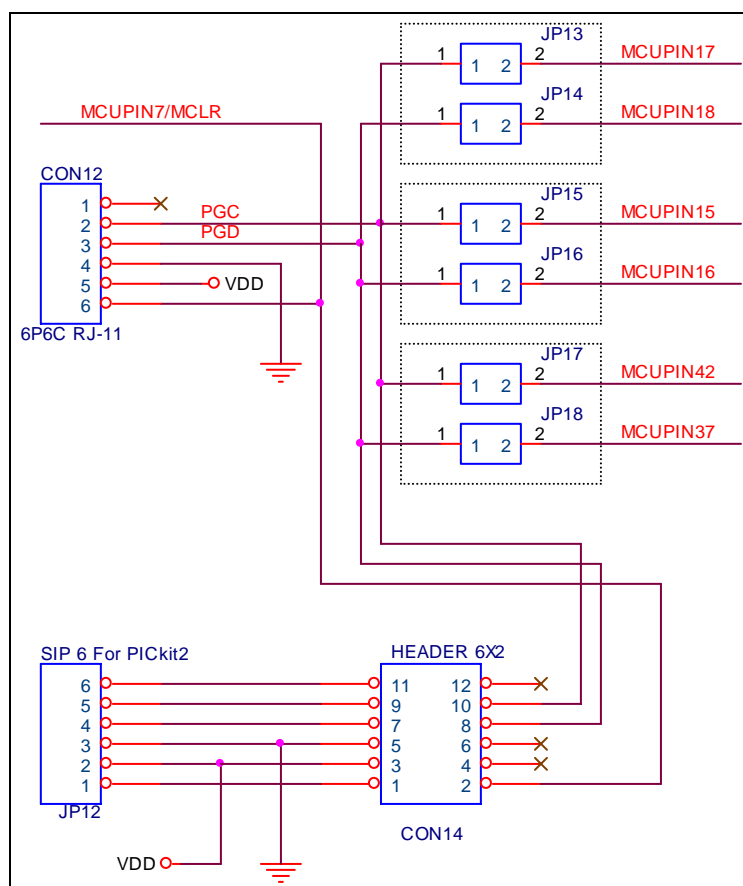 JP13
1 1 2 2 MCUPIN17
JP14
MCUPIN7/MCLR
1 1 2 2 MCUPIN18
CON12
1
2 PGC
3 PGD
4
5 VDD
6
6P6C RJ-11
JP15
1 1 2 2 MCUPIN15
JP16
1 1 2 2 MCUPIN16
JP17
1 1 2 2 MCUPIN42
JP18
1 1 2 2 MCUPIN37
SIP 6 For PICkit2
HEADER 6X2
6 11 12
5 9 10
4 7 8
3 5 6
2 3 4
1 1 2
JP12
CON14
VDD